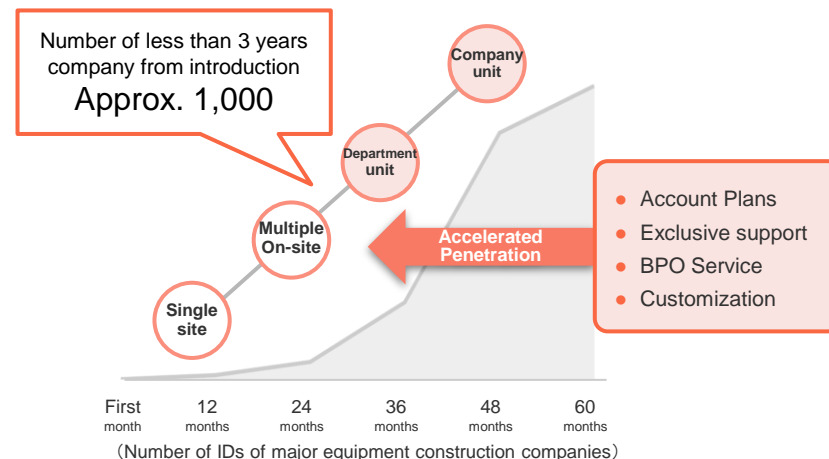 Number of less than 3 years
company from introduction
Approx. 1,000
Company
unit
Department
unit
Multiple
On-site
Single
site
Accelerated
Penetration
● Account Plans
● Exclusive support
● BPO Service
● Customization
First
month
12
months
24
months
36
months
48
months
60
months
（Number of IDs of major equipment construction companies）